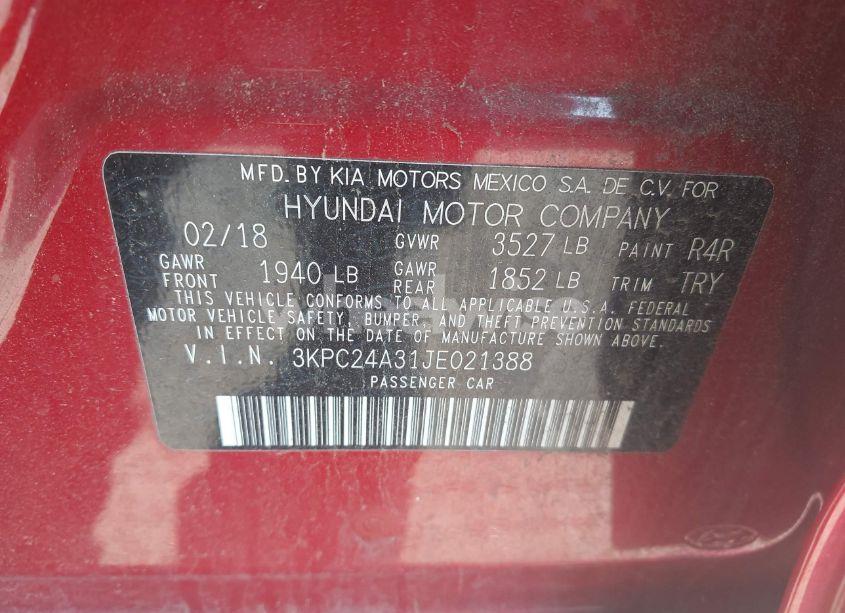 MFD. BY KIA MOTORS MEXICO S.A. DE C.V. FOR
HYUNDAI MOTOR COMPANY
02/18 GVWR 3527 LB PAINT R4R
GAWR FRONT 1940 LB GAWR REAR 1852 LB TRIM TRY
THIS VEHICLE CONFORMS TO ALL APPLICABLE U.S.A. FEDERAL
MOTOR VEHICLE SAFETY, BUMPER, AND THEFT PREVENTION STANDARDS
IN EFFECT ON THE DATE OF MANUFACTURE SHOWN ABOVE.
V.I.N. 3KPC24A31JE021388
PASSENGER CAR